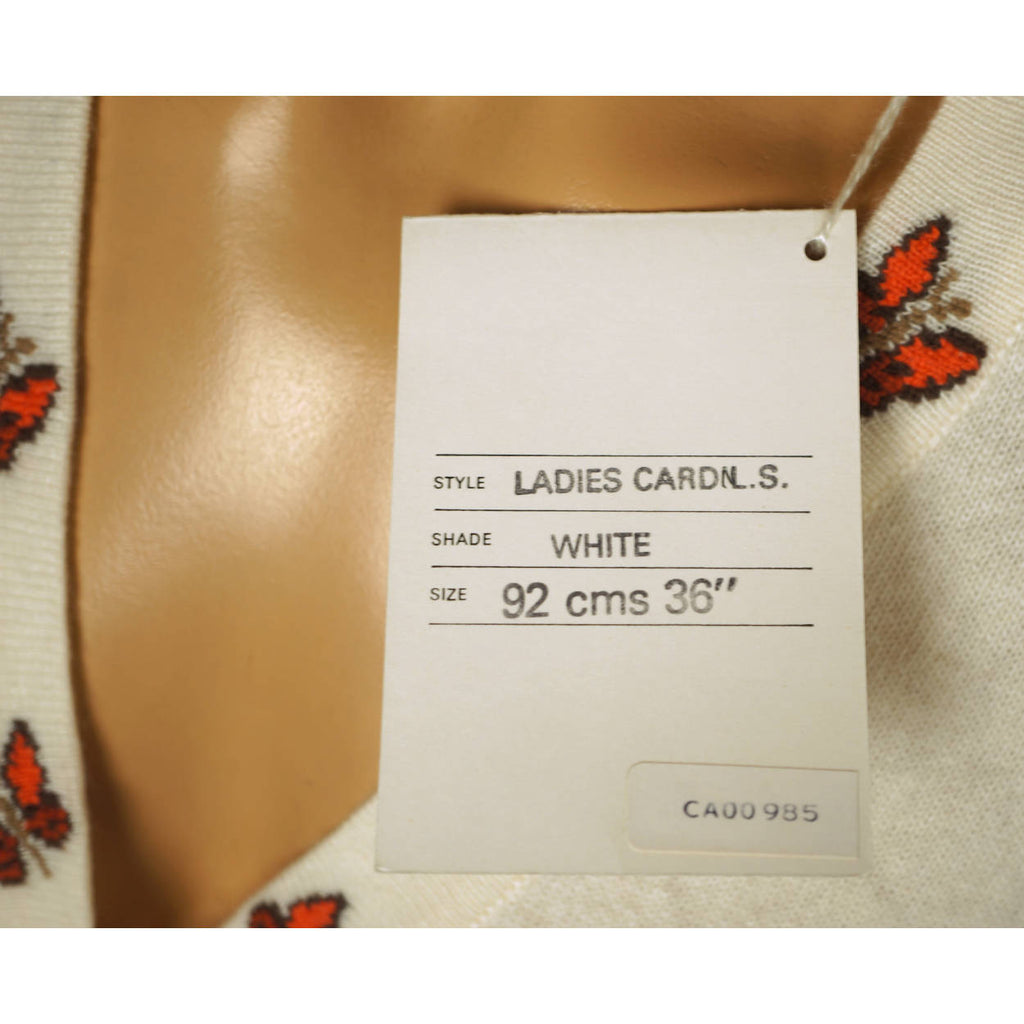 STYLE LADIES CARDN L.S.
SHADE WHITE
SIZE 92 cms 36"
CA00985